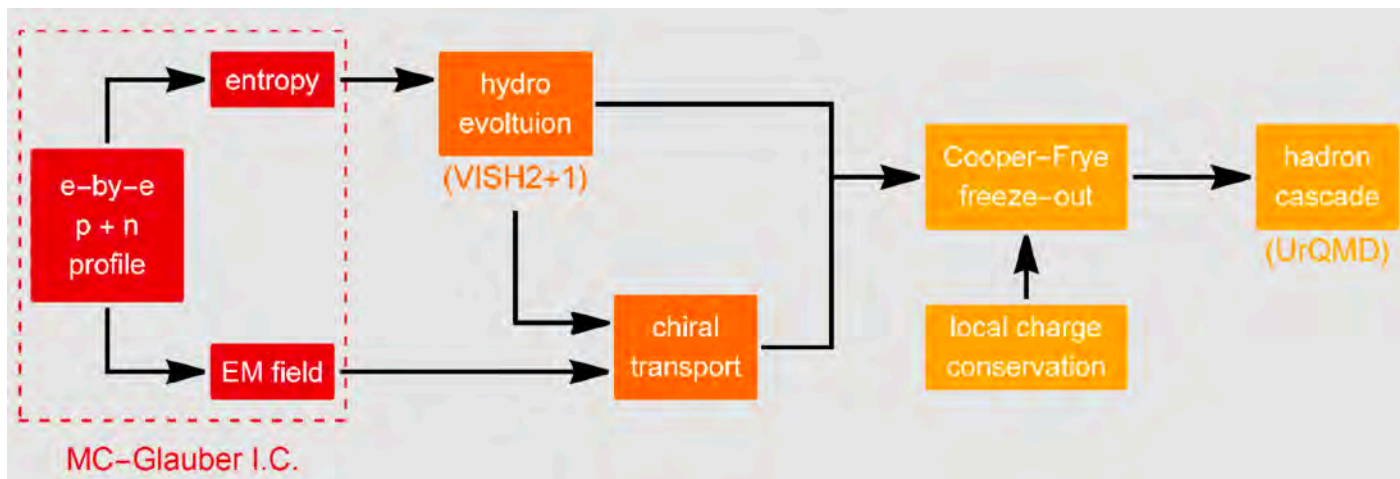 entropy
e-by-e
p + n
profile
EM field
MC-Glauber I.C.
hydro
evoltuion
(VISH2+1)
chiral
transport
Cooper-Frye
freeze-out
local charge
conservation
hadron
cascade
(UrQMD)